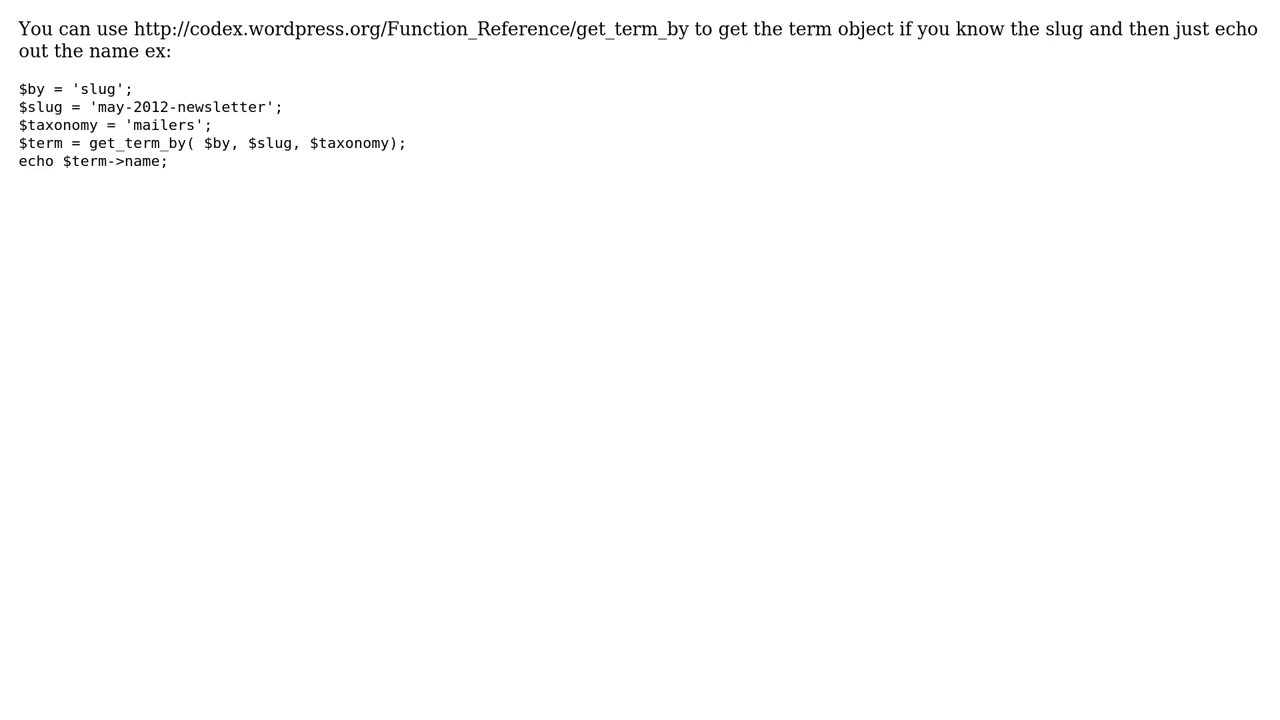 You can use http://codex.wordpress.org/Function_Reference/get_term_by to get the term object if you know the slug and then just echo
out the name ex:
$by = 'slug';
$slug = 'may-2012-newsletter';
$taxonomy = 'mailers';
$term = get_term_by( $by, $slug, $taxonomy);
echo $term->name;